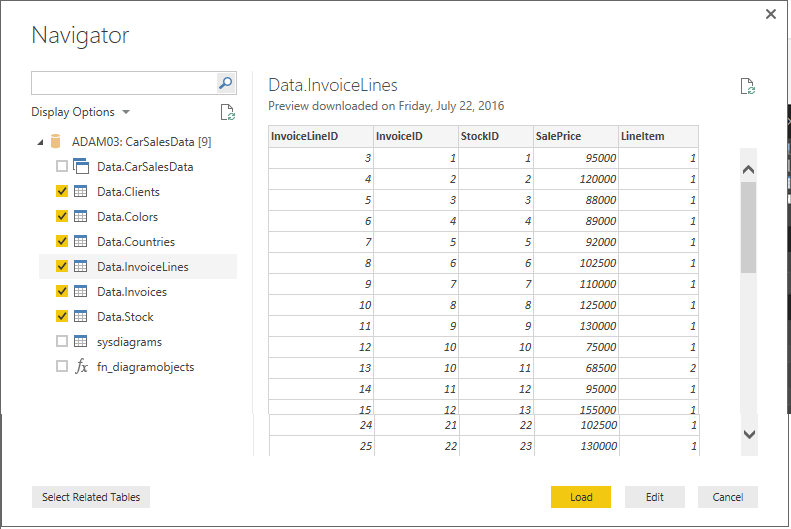 Navigator
Display Options
ADAM03: CarSalesData [9]
Data.CarSalesData
Data.Clients
Data.Colors
Data.Countries
Data.InvoiceLines
Data.Invoices
Data.Stock
sysdiagrams
fx fn_diagramobjects
Data.InvoiceLines
Preview downloaded on Friday, July 22, 2016
InvoiceLineID InvoiceID StockID SalePrice LineItem
3 1 1 95000 1
4 2 2 120000 1
5 3 3 88000 1
6 4 4 89000 1
7 5 5 92000 1
8 6 6 102500 1
9 7 7 110000 1
10 8 8 125000 1
11 9 9 130000 1
12 10 10 75000 1
13 10 11 68500 2
14 11 12 95000 1
15 12 13 155000 1
24 21 22 102500 1
25 22 23 130000 1
Select Related Tables
Load
Edit
Cancel